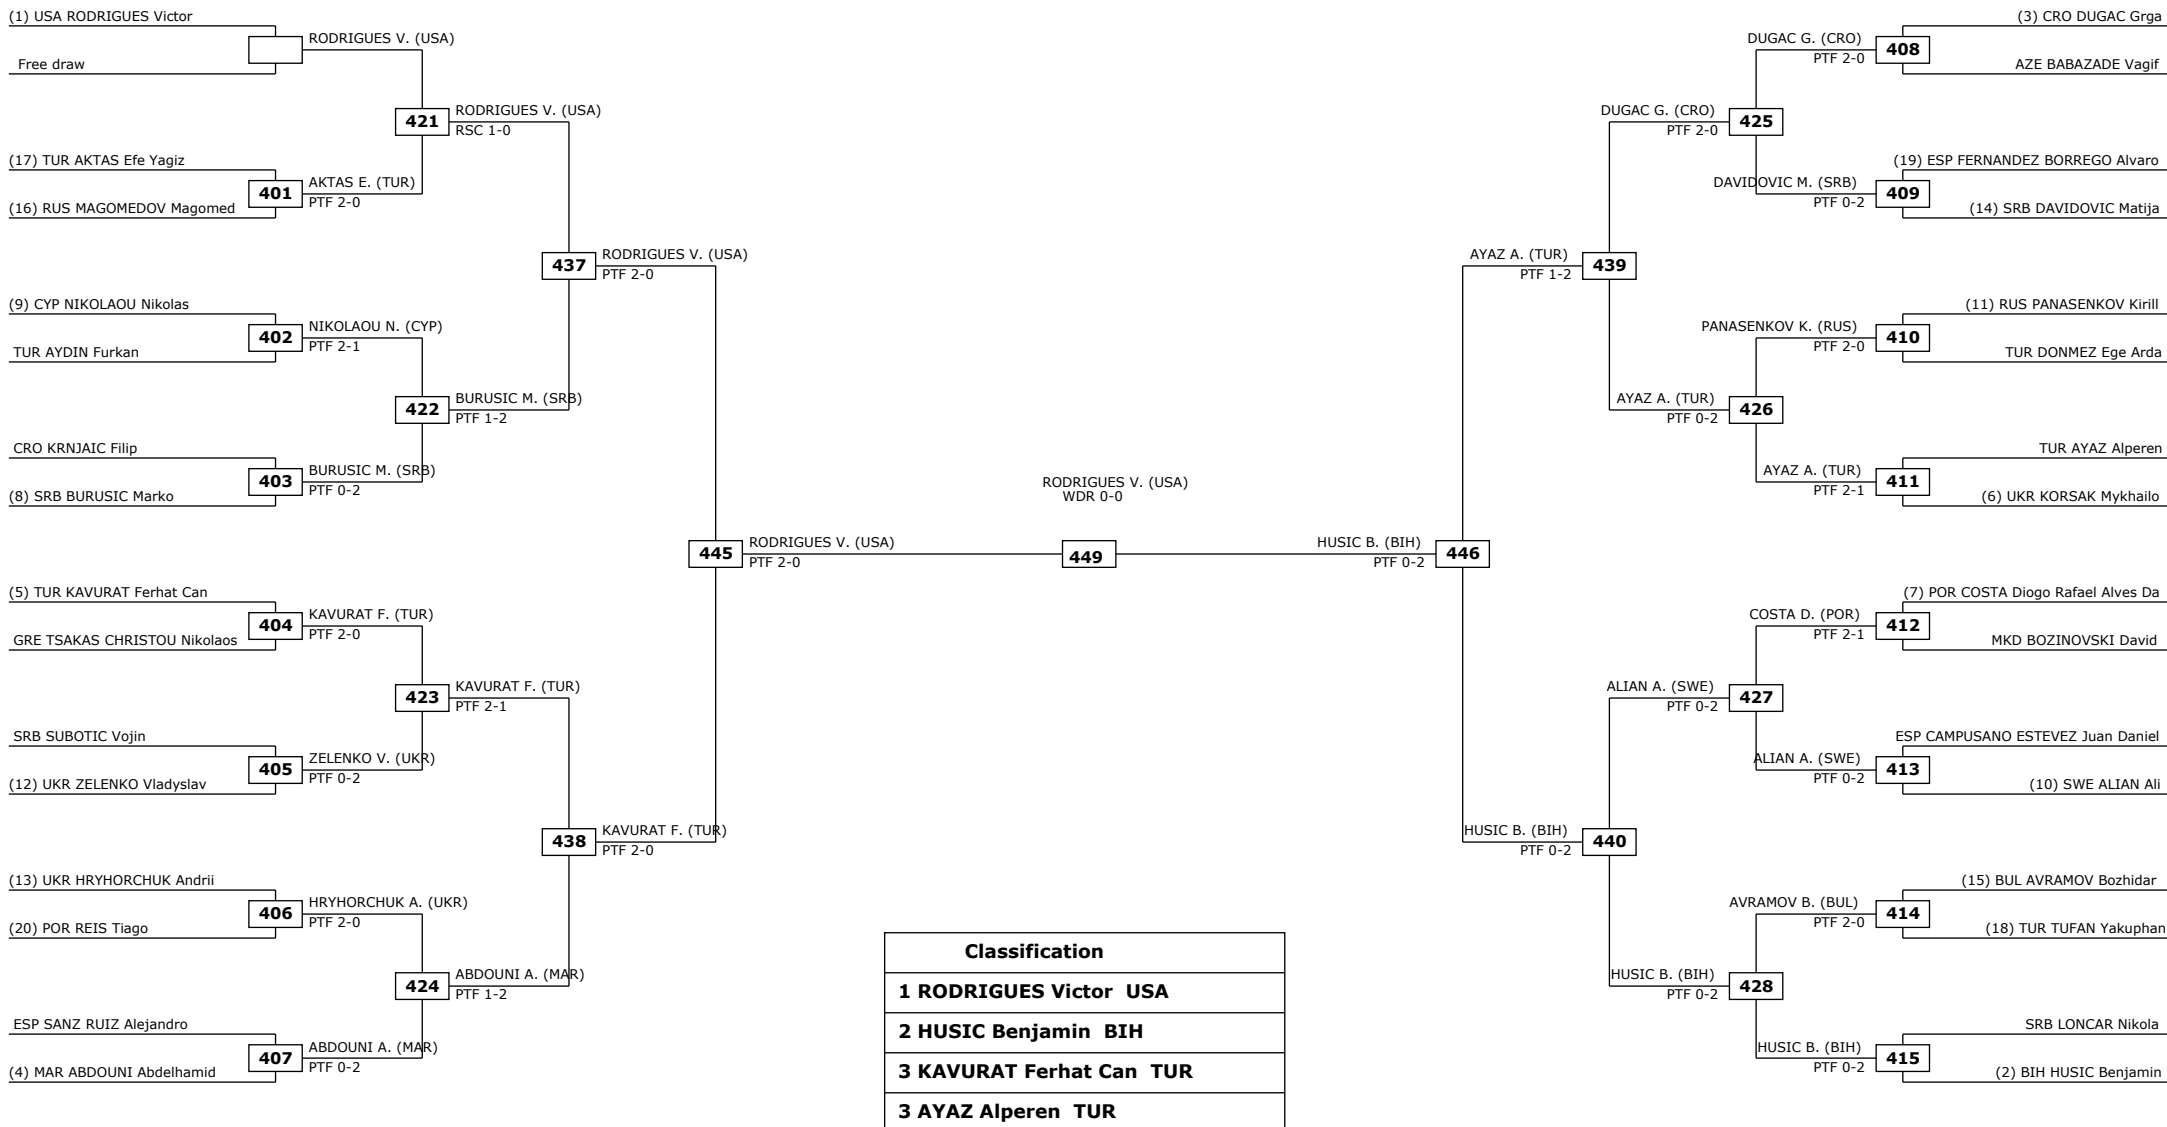 (1) USA RODRIGUES Victor
RODRIGUES V. (USA)
Free draw
RODRIGUES V. (USA)
421
RSC 1-0
(17) TUR AKTAS Efe Yagiz
AKTAS E. (TUR)
401
PTF 2-0
(16) RUS MAGOMEDOV Magomed
RODRIGUES V. (USA)
437
PTF 2-0
(9) CYP NIKOLAOU Nikolas
NIKOLAOU N. (CYP)
402
PTF 2-1
TUR AYDIN Furkan
BURUSIC M. (SRB)
422
PTF 1-2
CRO KRNJAIC Filip
BURUSIC M. (SRB)
403
PTF 0-2
(8) SRB BURUSIC Marko
RODRIGUES V. (USA)
445
PTF 2-0
(5) TUR KAVURAT Ferhat Can
KAVURAT F. (TUR)
404
PTF 2-0
GRE TSAKAS CHRISTOU Nikolaos
KAVURAT F. (TUR)
423
PTF 2-1
SRB SUBOTIC Vojin
ZELENKO V. (UKR)
405
PTF 0-2
(12) UKR ZELENKO Vladyslav
KAVURAT F. (TUR)
438
PTF 2-0
(13) UKR HRYHORCHUK Andrii
HRYHORCHUK A. (UKR)
406
PTF 2-0
(20) POR REIS Tiago
ABDOUNI A. (MAR)
424
PTF 1-2
ESP SANZ RUIZ Alejandro
ABDOUNI A. (MAR)
407
PTF 0-2
(4) MAR ABDOUNI Abdelhamid
RODRIGUES V. (USA)
WDR 0-0
449
(3) CRO DUGAC Grga
DUGAC G. (CRO)
408
PTF 2-0
AZE BABAZADE Vagif
DUGAC G. (CRO)
425
PTF 2-0
(19) ESP FERNANDEZ BORREGO Alvaro
DAVIDOVIC M. (SRB)
409
PTF 0-2
(14) SRB DAVIDOVIC Matija
AYAZ A. (TUR)
439
PTF 1-2
(11) RUS PANASENKOV Kirill
PANASENKOV K. (RUS)
410
PTF 2-0
TUR DONMEZ Ege Arda
AYAZ A. (TUR)
426
PTF 0-2
TUR AYAZ Alperen
AYAZ A. (TUR)
411
PTF 2-1
(6) UKR KORSAK Mykhailo
HUSIC B. (BIH)
446
PTF 0-2
(7) POR COSTA Diogo Rafael Alves Da
COSTA D. (POR)
412
PTF 2-1
MKD BOZINOVSKI David
ALIAN A. (SWE)
427
PTF 0-2
ESP CAMPUSANO ESTEVEZ Juan Daniel
ALIAN A. (SWE)
413
PTF 0-2
(10) SWE ALIAN Ali
HUSIC B. (BIH)
440
PTF 0-2
(15) BUL AVRAMOV Bozhidar
AVRAMOV B. (BUL)
414
PTF 2-0
(18) TUR TUFAN Yakuphan
HUSIC B. (BIH)
428
PTF 0-2
SRB LONCAR Nikola
HUSIC B. (BIH)
415
PTF 0-2
(2) BIH HUSIC Benjamin
Classification
1 RODRIGUES Victor USA
2 HUSIC Benjamin BIH
3 KAVURAT Ferhat Can TUR
3 AYAZ Alperen TUR